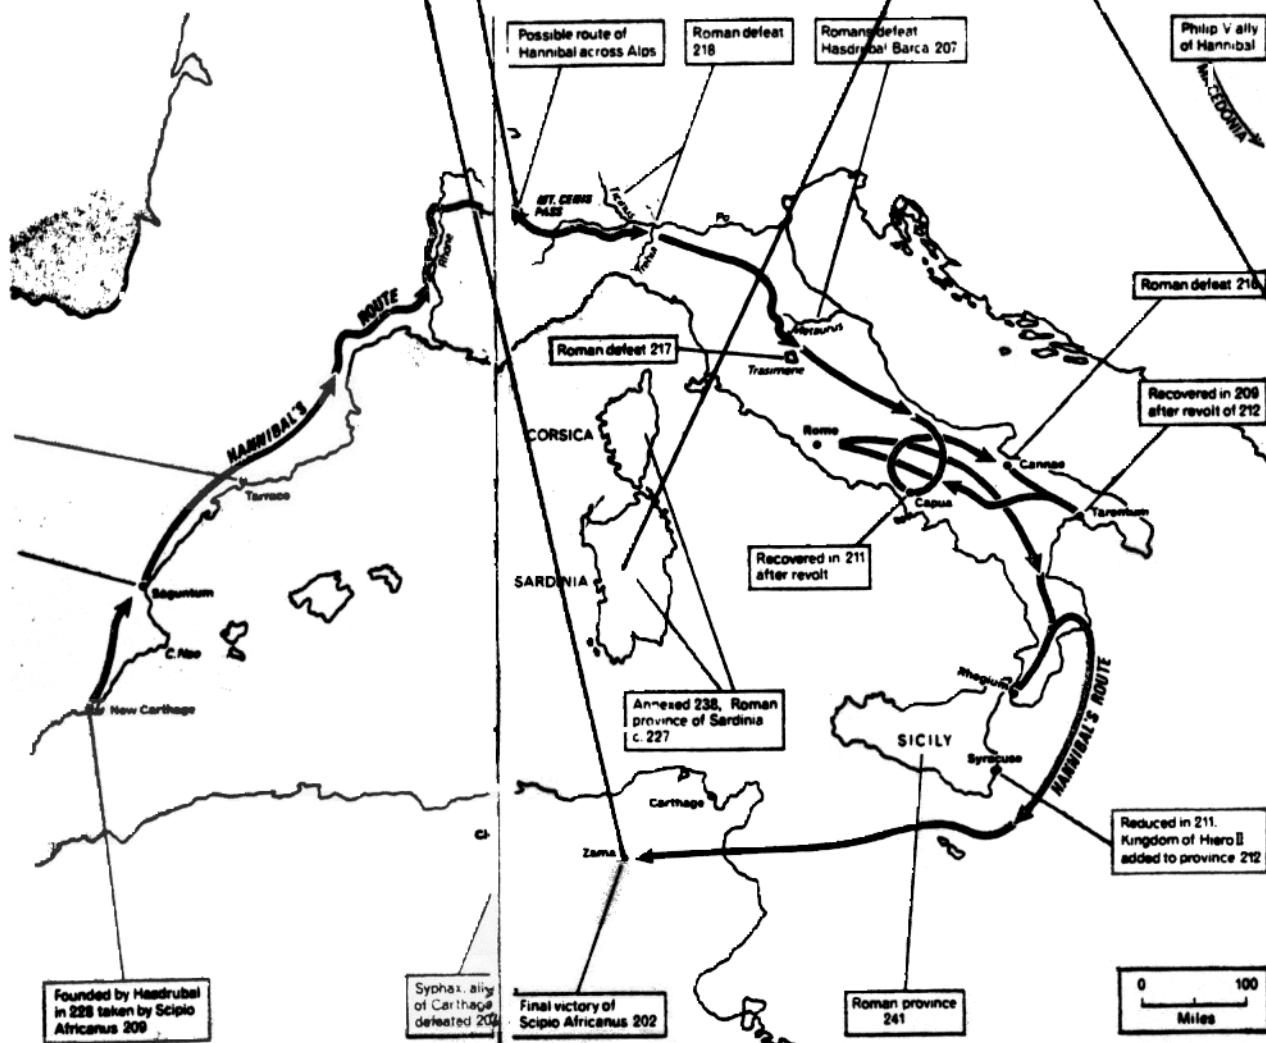 Possible route of
Hannibal across Alps
Roman defeat
218
Romans defeat
Hasdrubal Barca 207
Philip V ally
of Hannibal
MACEDONIA
MT. CENIS
PASS
Ticinus
Po
Trebia
Rhone
ROUTE
HANNIBAL'S
Roman defeat 216
Metaurus
Roman defeat 217
Trasimene
Recovered in 209
after revolt of 212
CORSICA
Rome
Cannae
Tarraco
Capua
Tarentum
Recovered in 211
after revolt
SARDINIA
Saguntum
C. Nao
Rhegium
New Carthage
Annexed 238, Roman
province of Sardinia
c. 227
SICILY
Syracuse
HANNIBAL'S ROUTE
Carthage
Zama
Reduced in 211.
Kingdom of Hiero II
added to province 212
Founded by Hasdrubal
in 228 taken by Scipio
Africanus 209
Syphax, ally
of Carthage
defeated
Final victory of
Scipio Africanus 202
Roman province
241
0 100
Miles